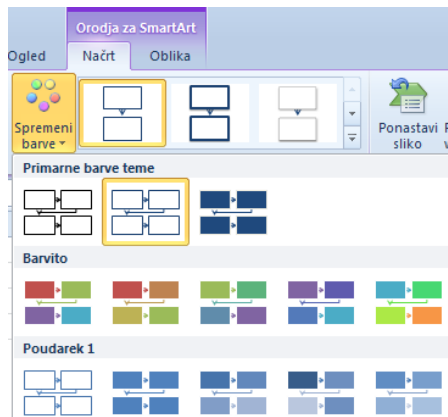 Orodja za SmartArt
Ogled Načrt Oblika
Spremeni
barve
Ponastavi
sliko
Primarne barve teme
Barvito
Poudarek 1